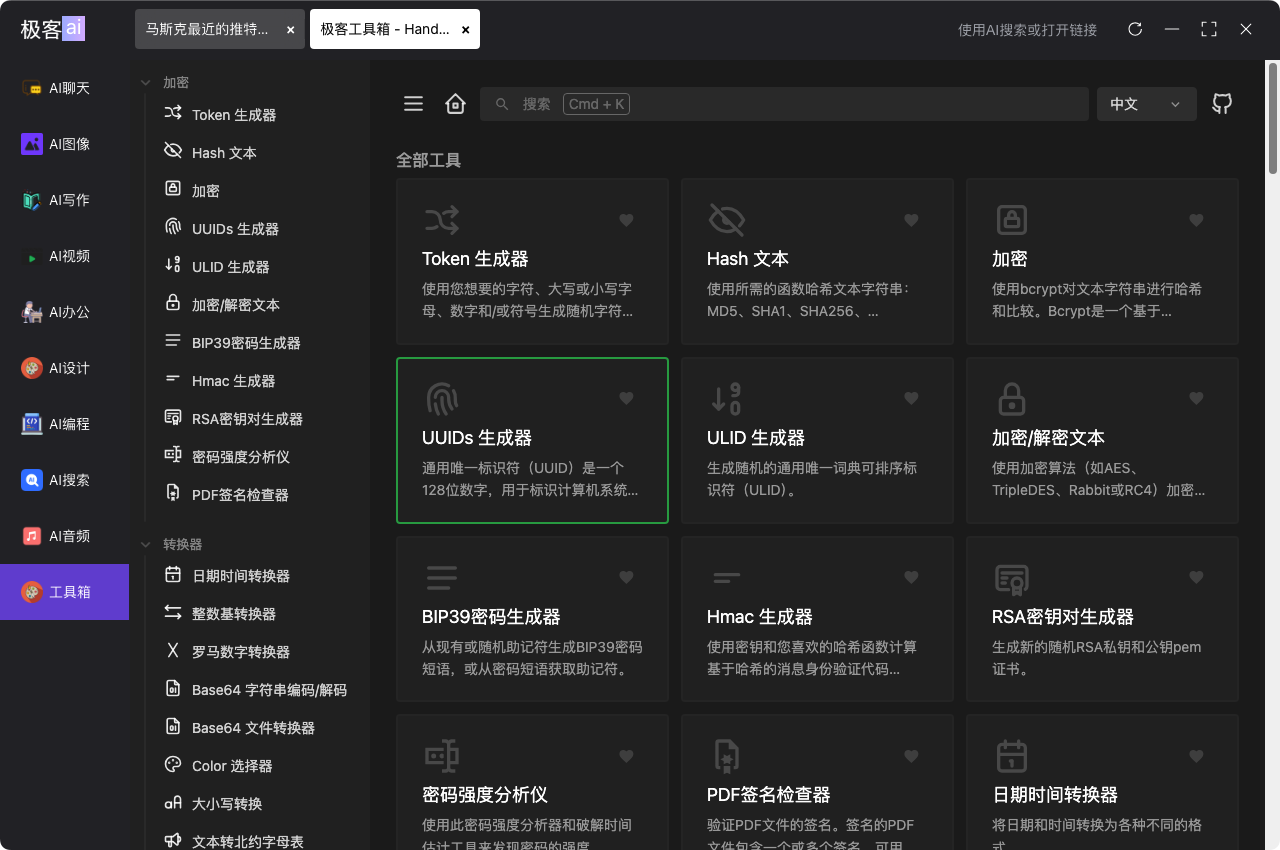 极客ai
马斯克最近的推特... ×
极客工具箱 - Hand... ×
使用AI搜索或打开链接
AI聊天
AI图像
AI写作
AI视频
AI办公
AI设计
AI编程
AI搜索
AI音频
工具箱
加密
Token 生成器
Hash 文本
加密
UUIDs 生成器
ULID 生成器
加密/解密文本
BIP39密码生成器
Hmac 生成器
RSA密钥对生成器
密码强度分析仪
PDF签名检查器
转换器
日期时间转换器
整数基转换器
罗马数字转换器
Base64 字符串编码/解码
Base64 文件转换器
Color 选择器
大小写转换
文本转北约字母表
搜索 Cmd + K
中文
全部工具
Token 生成器
使用您想要的字符、大写或小写字
母、数字和/或符号生成随机字符...
Hash 文本
使用所需的函数哈希文本字符串：
MD5、SHA1、SHA256、...
加密
使用bcrypt对文本字符串进行哈希
和比较。Bcrypt是一个基于...
UUIDs 生成器
通用唯一标识符（UUID）是一个
128位数字，用于标识计算机系统...
ULID 生成器
生成随机的通用唯一词典可排序标
识符（ULID）。
加密/解密文本
使用加密算法（如AES、
TripleDES、Rabbit或RC4）加密...
BIP39密码生成器
从现有或随机助记符生成BIP39密码
短语，或从密码短语获取助记符。
Hmac 生成器
使用密钥和您喜欢的哈希函数计算
基于哈希的消息身份验证代码...
RSA密钥对生成器
生成新的随机RSA私钥和公钥pem
证书。
密码强度分析仪
使用此密码强度分析器和破解时间
估计工具来发现密码的强度
PDF签名检查器
验证PDF文件的签名。签名的PDF
文件包含一个或多个签名，可用
日期时间转换器
将日期和时间转换为各种不同的格
式